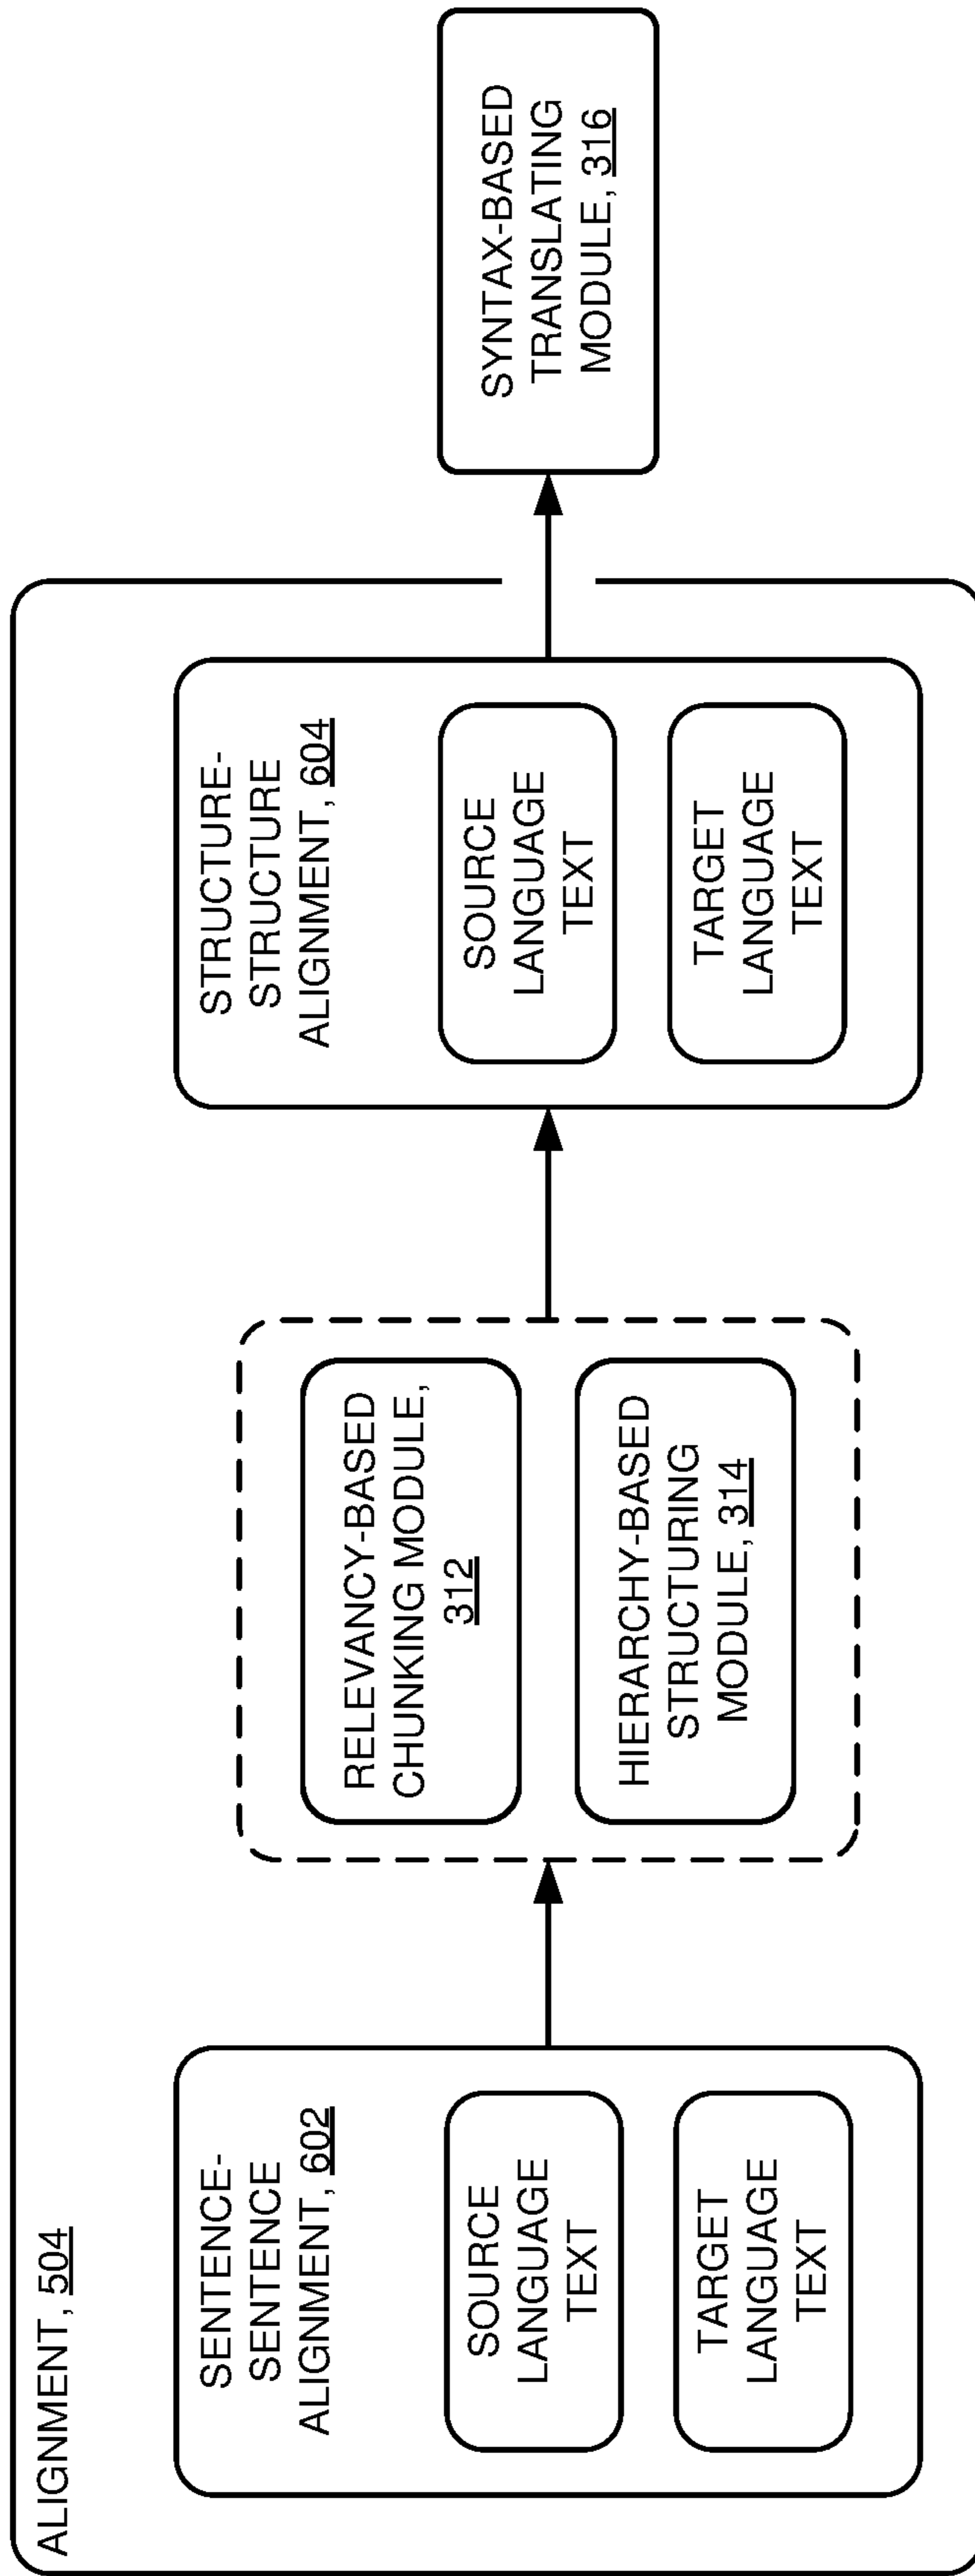 ALIGNMENT, 504
SENTENCE-
SENTENCE
ALIGNMENT, 602
SOURCE
LANGUAGE
TEXT
TARGET
LANGUAGE
TEXT
RELEVANCY-BASED
CHUNKING MODULE,
312
HIERARCHY-BASED
STRUCTURING
MODULE, 314
STRUCTURE-
STRUCTURE
ALIGNMENT, 604
SOURCE
LANGUAGE
TEXT
TARGET
LANGUAGE
TEXT
SYNTAX-BASED
TRANSLATING
MODULE, 316